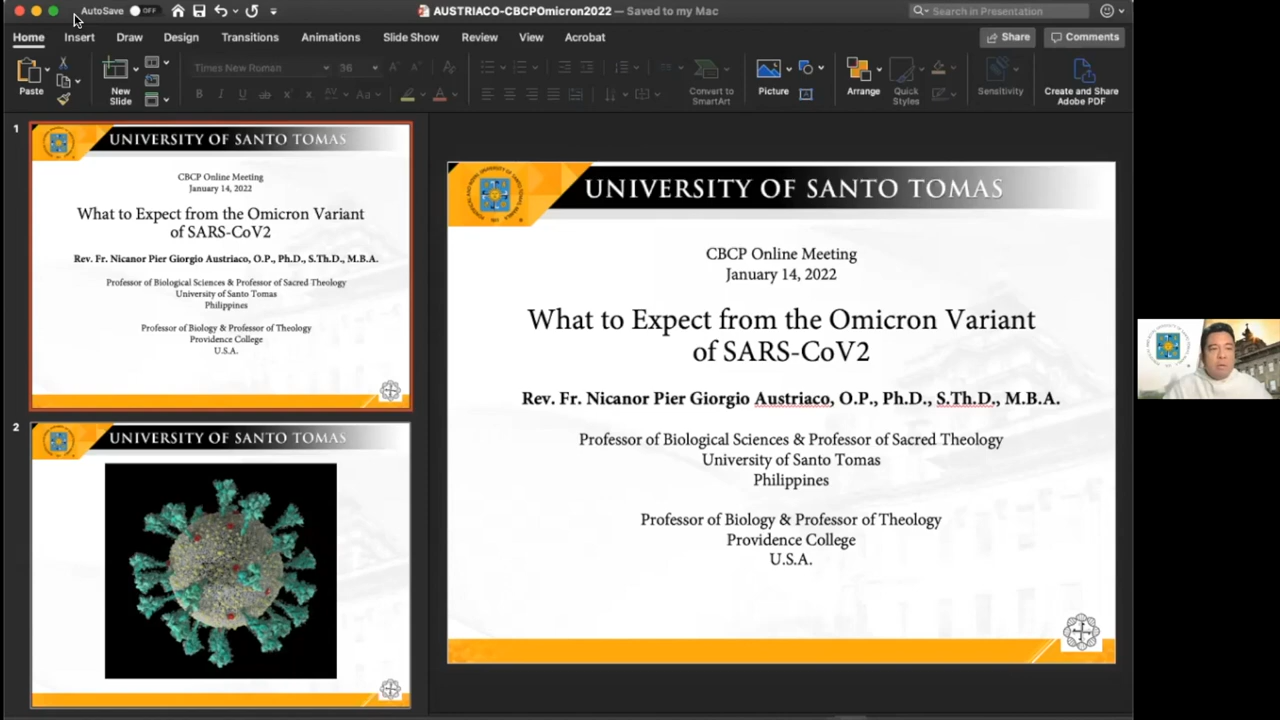 AutoSave OFF
AUSTRIACO-CBCPOmicron2022 — Saved to my Mac
Search in Presentation
Home Insert Draw Design Transitions Animations Slide Show Review View Acrobat
Share Comments
Paste
New Slide
Times New Roman 36
Convert to SmartArt
Picture
Arrange
Quick Styles
Sensitivity
Create and Share Adobe PDF
1
UNIVERSITY OF SANTO TOMAS
CBCP Online Meeting
January 14, 2022
What to Expect from the Omicron Variant
of SARS-CoV2
Rev. Fr. Nicanor Pier Giorgio Austriaco, O.P., Ph.D., S.Th.D., M.B.A.
Professor of Biological Sciences & Professor of Sacred Theology
University of Santo Tomas
Philippines
Professor of Biology & Professor of Theology
Providence College
U.S.A.
2
UNIVERSITY OF SANTO TOMAS
UNIVERSITY OF SANTO TOMAS
CBCP Online Meeting
January 14, 2022
What to Expect from the Omicron Variant
of SARS-CoV2
Rev. Fr. Nicanor Pier Giorgio Austriaco, O.P., Ph.D., S.Th.D., M.B.A.
Professor of Biological Sciences & Professor of Sacred Theology
University of Santo Tomas
Philippines
Professor of Biology & Professor of Theology
Providence College
U.S.A.